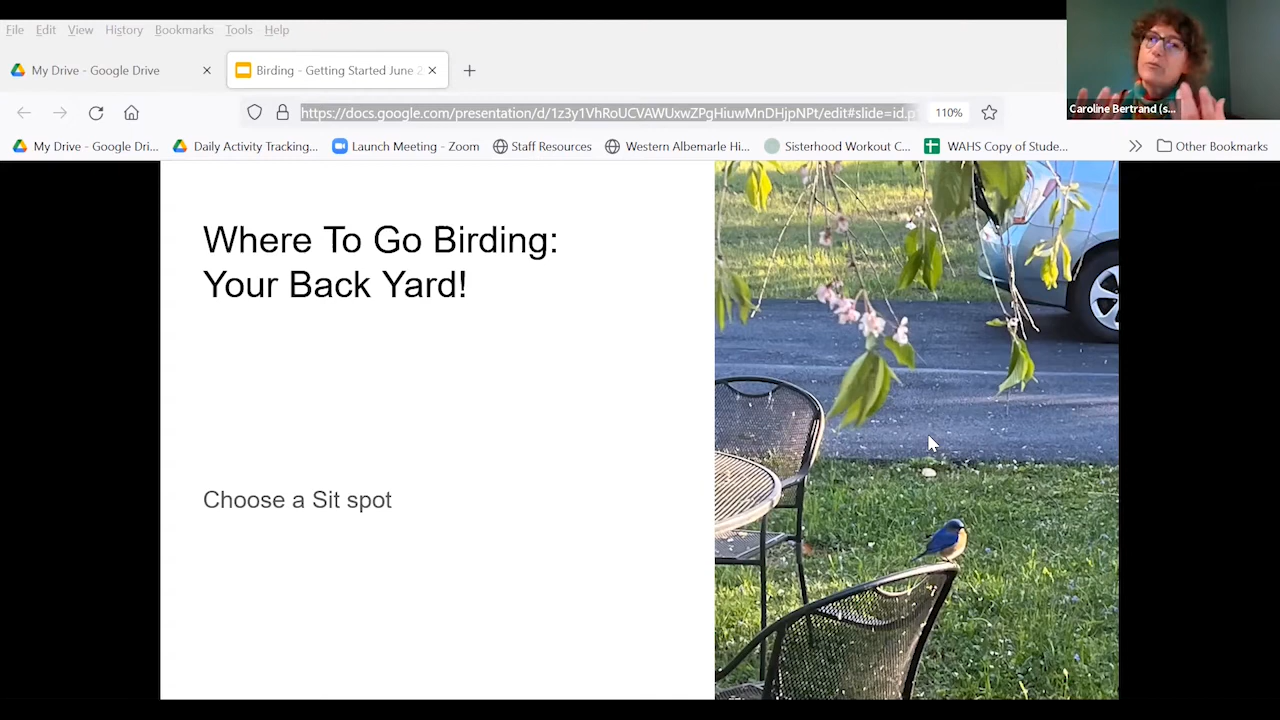 File Edit View History Bookmarks Tools Help
My Drive - Google Drive
Birding - Getting Started June 2
https://docs.google.com/presentation/d/1z3y1VhRoUCVAWUxwZPgHiuwMnDHjpNPt/edit#slide=id.p
110%
Caroline Bertrand (s...
My Drive - Google Dri...
Daily Activity Tracking...
Launch Meeting - Zoom
Staff Resources
Western Albemarle Hi...
Sisterhood Workout C...
WAHS Copy of Stude...
Other Bookmarks
Where To Go Birding:
Your Back Yard!
Choose a Sit spot